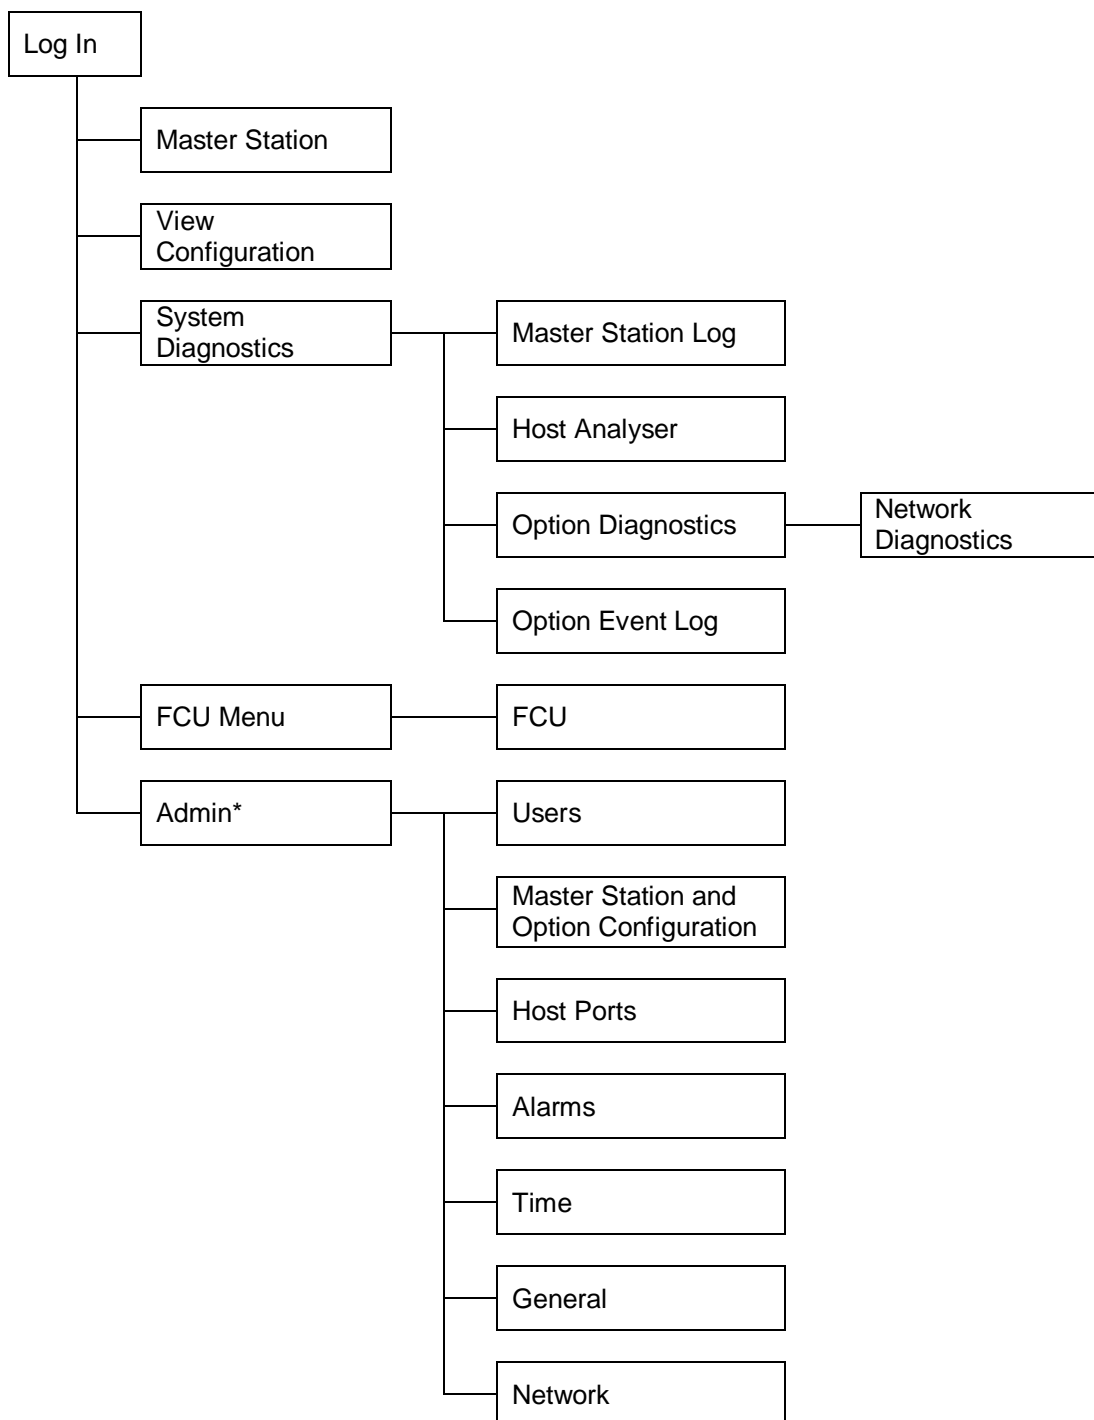 Log In
Master Station
View
Configuration
System
Diagnostics
Master Station Log
Host Analyser
Option Diagnostics
Network
Diagnostics
Option Event Log
FCU Menu
FCU
Admin*
Users
Master Station and
Option Configuration
Host Ports
Alarms
Time
General
Network